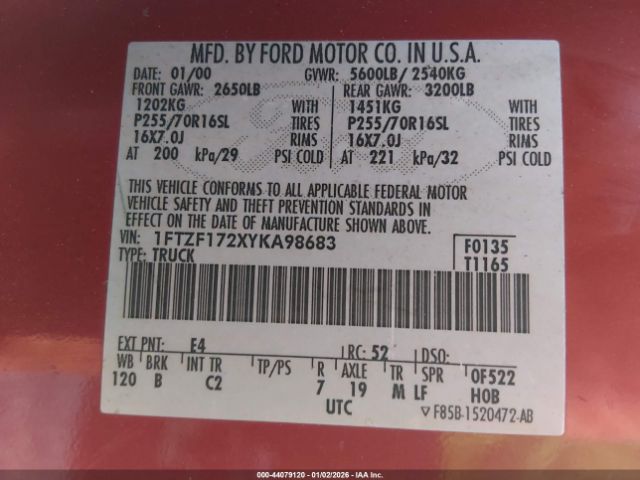 MFD. BY FORD MOTOR CO. IN U.S.A.
DATE: 01/00 GVWR: 5600LB/ 2540KG
FRONT GAWR: 2650LB REAR GAWR: 3200LB
1202KG WITH 1451KG WITH
P255/70R16SL TIRES P255/70R16SL TIRES
16X7.0J RIMS 16X7.0J RIMS
AT 200 kPa/29 PSI COLD AT 221 kPa/32 PSI COLD
THIS VEHICLE CONFORMS TO ALL APPLICABLE FEDERAL MOTOR
VEHICLE SAFETY AND THEFT PREVENTION STANDARDS IN
EFFECT ON THE DATE OF MANUFACTURE SHOWN ABOVE.
VIN: 1FTZF172XYKA98683 F0135
TYPE: TRUCK T1165
EXT PNT: E4 RC: 52 DSO:
WB BRK INT TR TP/PS R AXLE TR SPR 0F522
120 B C2 7 19 M LF HOB
UTC ▽ F85B-1520472-AB
000-44079120 - 01/02/2026 - IAAI.com